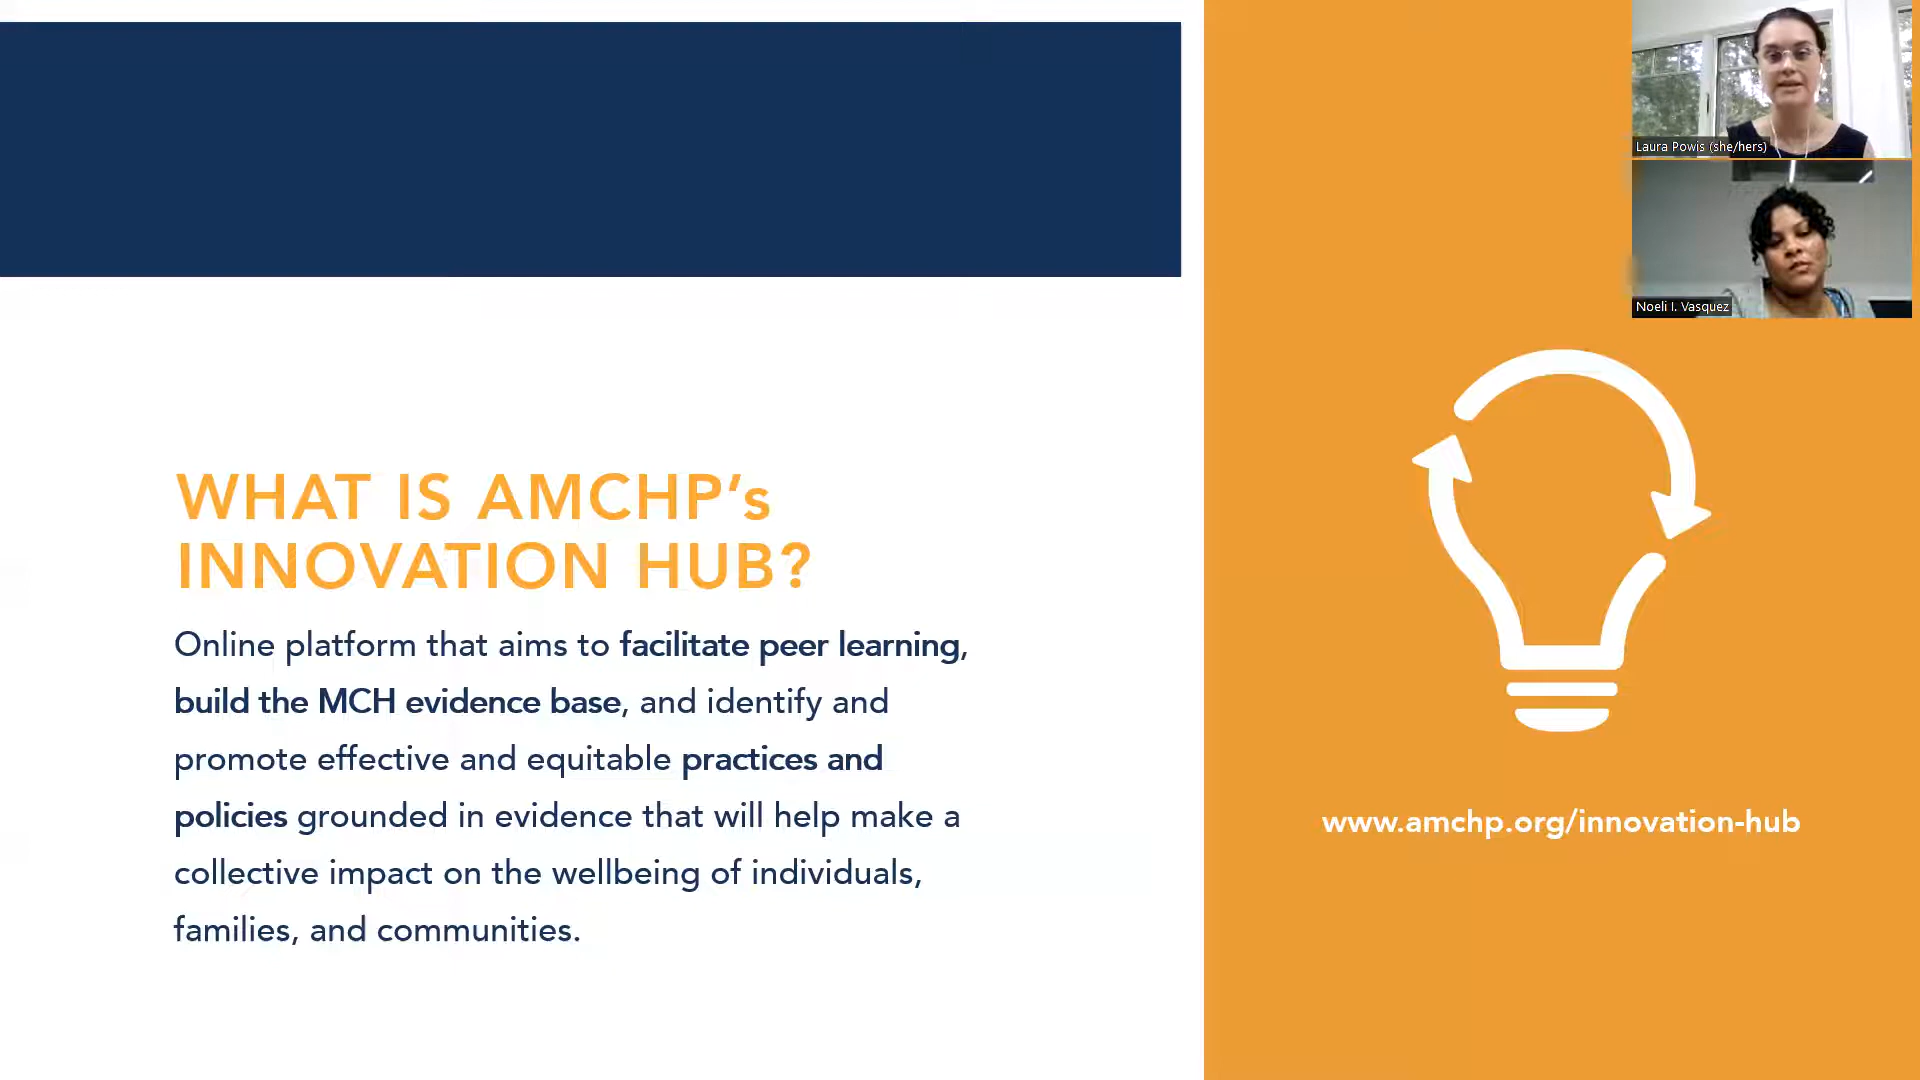 WHAT IS AMCHP’s
INNOVATION HUB?
Online platform that aims to facilitate peer learning,
build the MCH evidence base, and identify and
promote effective and equitable practices and
policies grounded in evidence that will help make a
collective impact on the wellbeing of individuals,
families, and communities.
www.amchp.org/innovation-hub
Laura Powis (she/hers)
Noeli I. Vasquez